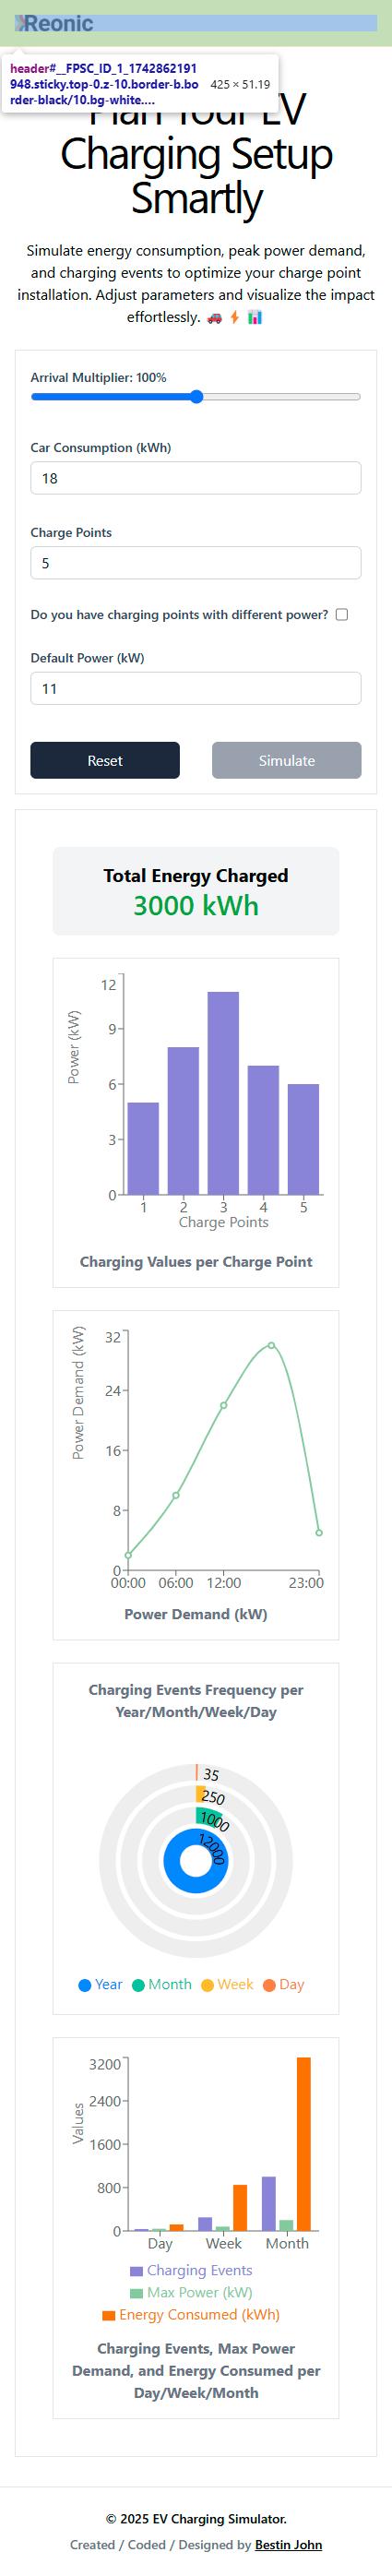 Reonic
header#__FPSC_ID_1_1742862191
948.sticky.top-0.z-10.border-b.bo
rder-black/10.bg-white....
425 × 51.19
Plan Your EV
Charging Setup
Smartly
Simulate energy consumption, peak power demand,
and charging events to optimize your charge point
installation. Adjust parameters and visualize the impact
effortlessly. 🚗 ⚡ 📊
Arrival Multiplier: 100%
Car Consumption (kWh)
18
Charge Points
5
Do you have charging points with different power?
Default Power (kW)
11
Reset
Simulate
Total Energy Charged
3000 kWh
Power (kW)
12
9
6
3
0
1 2 3 4 5
Charge Points
Charging Values per Charge Point
Power Demand (kW)
32
24
16
8
0
00:00 06:00 12:00 23:00
Power Demand (kW)
Charging Events Frequency per
Year/Month/Week/Day
35
250
1000
12000
Year Month Week Day
Values
3200
2400
1600
800
0
Day Week Month
Charging Events
Max Power (kW)
Energy Consumed (kWh)
Charging Events, Max Power
Demand, and Energy Consumed per
Day/Week/Month
© 2025 EV Charging Simulator.
Created / Coded / Designed by Bestin John